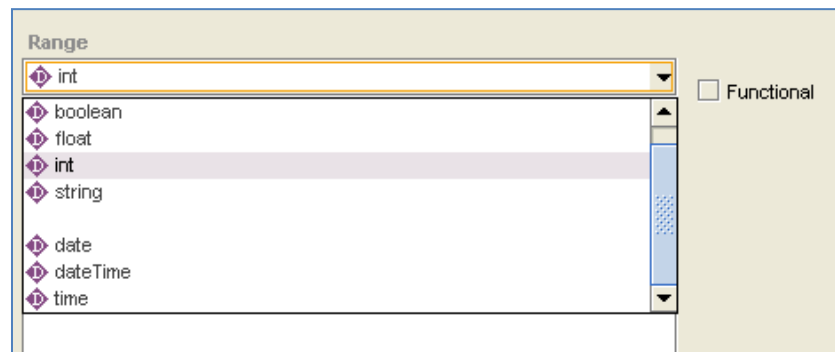 Range
int
Functional
boolean
float
int
string
date
dateTime
time